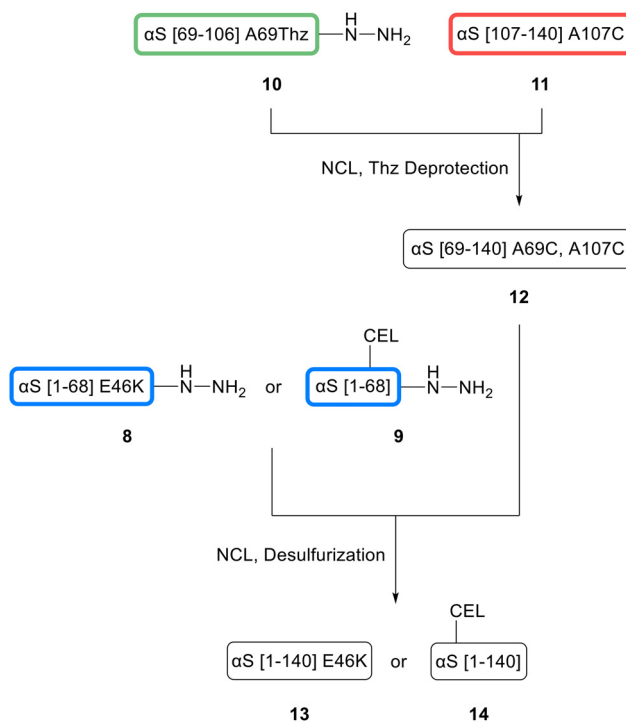 αS [69-106] A69Thz
H
N
NH2
αS [107-140] A107C
10
11
NCL, Thz Deprotection
αS [69-140] A69C, A107C
12
CEL
αS [1-68] E46K
H
N
NH2
or
αS [1-68]
H
N
NH2
8
9
NCL, Desulfurization
CEL
αS [1-140] E46K
or
αS [1-140]
13
14